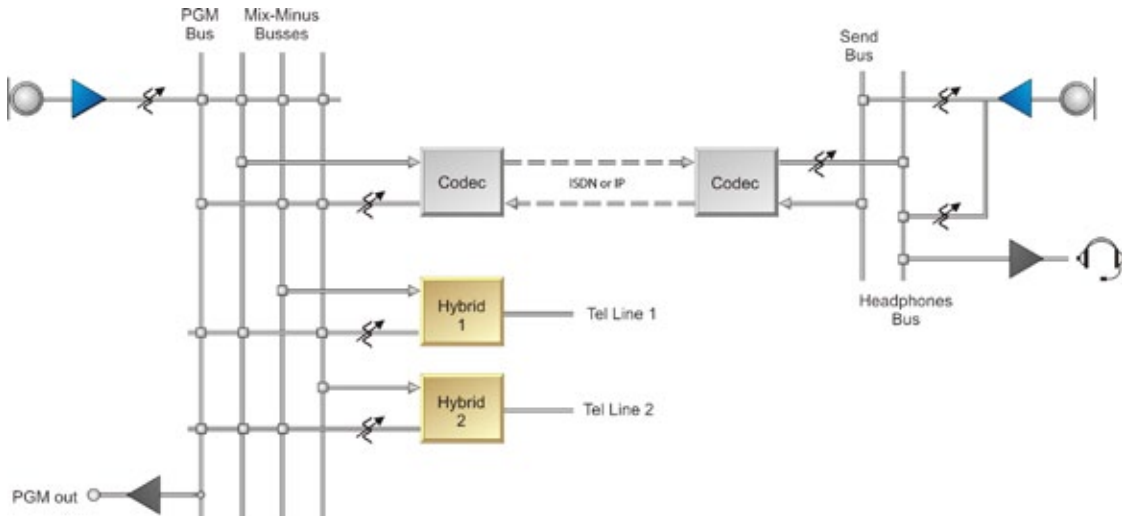 PGM
Bus
Mix-Minus
Busses
Send
Bus
Codec
ISDN or IP
Codec
Hybrid
1
Tel Line 1
Headphones
Bus
Hybrid
2
Tel Line 2
PGM out